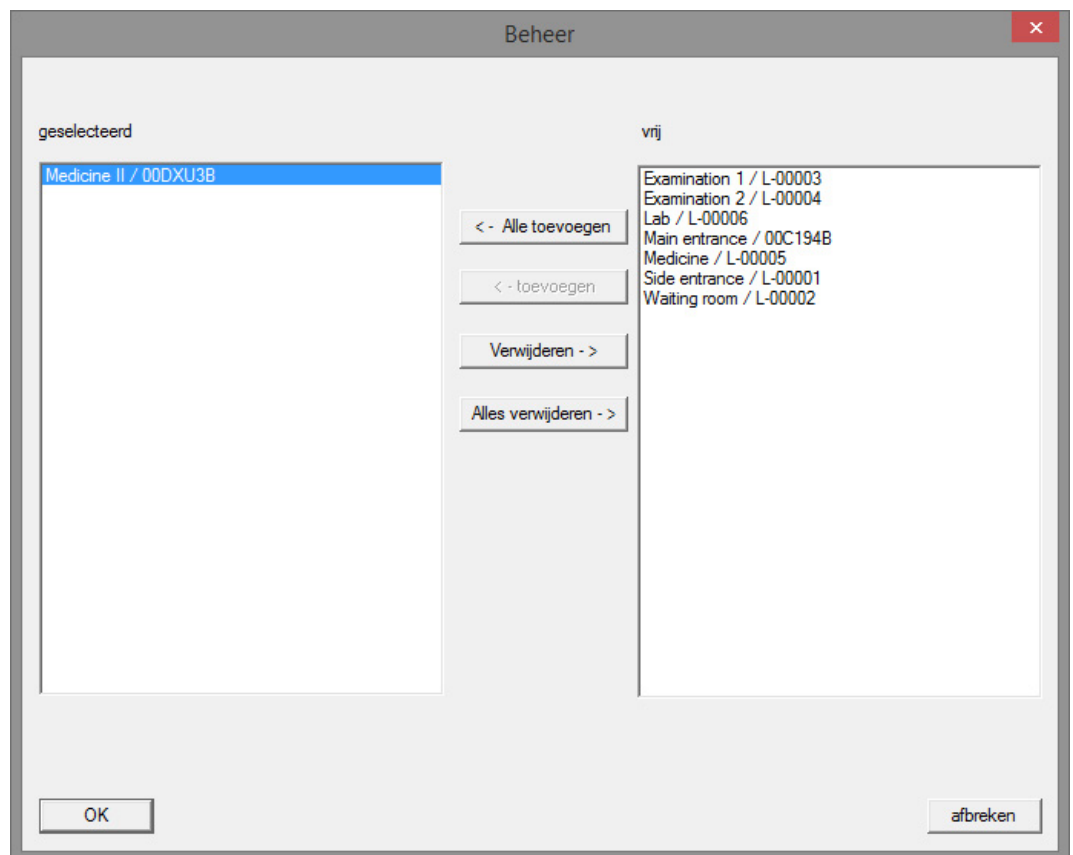 Beheer
geselecteerd
vrij
Medicine II / 00DXU3B
< - Alle toevoegen
< - toevoegen
Verwijderen - >
Alles verwijderen - >
Examination 1 / L-00003
Examination 2 / L-00004
Lab / L-00006
Main entrance / 00C194B
Medicine / L-00005
Side entrance / L-00001
Waiting room / L-00002
OK
afbreken